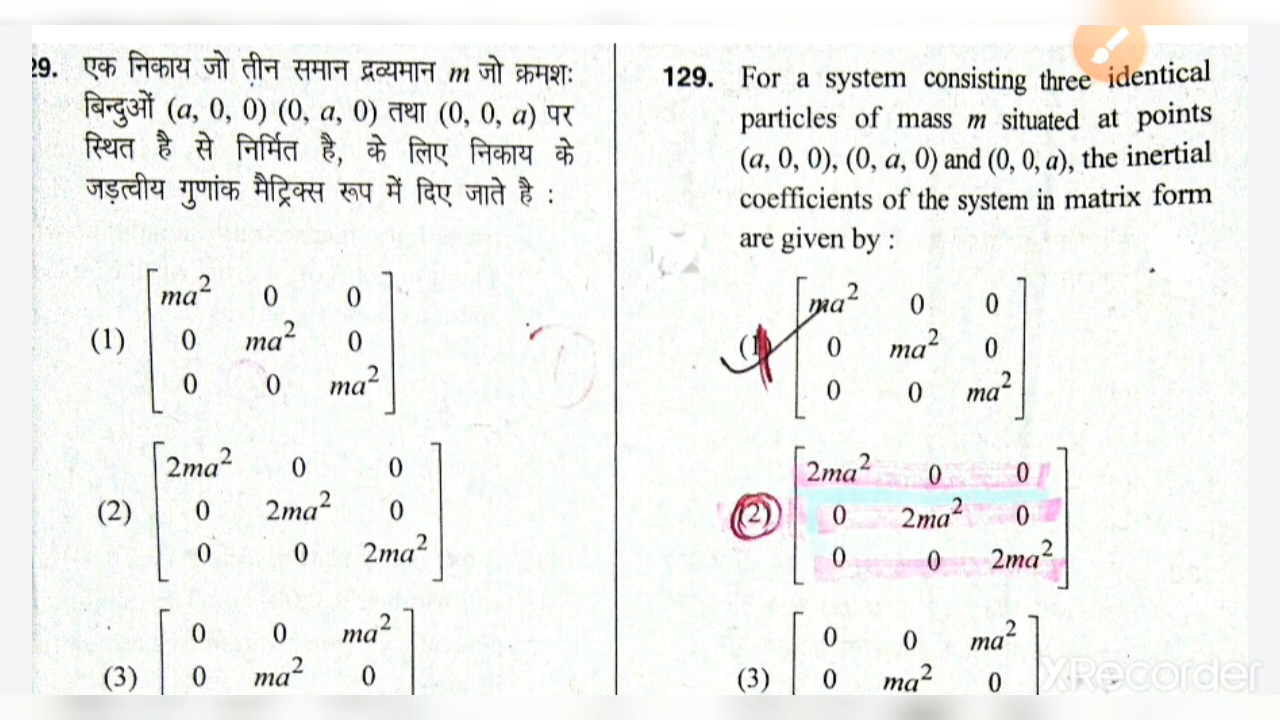 29. एक निकाय जो तीन समान द्रव्यमान m जो क्रमशः
बिन्दुओं (a, 0, 0) (0, a, 0) तथा (0, 0, a) पर
स्थित है से निर्मित है, के लिए निकाय के
जड़त्वीय गुणांक मैट्रिक्स रूप में दिए जाते है :
(1)
ma² 0 0
0 ma² 0
0 0 ma²
(2)
2ma² 0 0
0 2ma² 0
0 0 2ma²
(3)
0 0 ma²
0 ma² 0
129. For a system consisting three identical
particles of mass m situated at points
(a, 0, 0), (0, a, 0) and (0, 0, a), the inertial
coefficients of the system in matrix form
are given by :
(1)
ma² 0 0
0 ma² 0
0 0 ma²
(2)
2ma² 0 0
0 2ma² 0
0 0 2ma²
(3)
0 0 ma²
0 ma² 0
XRecorder